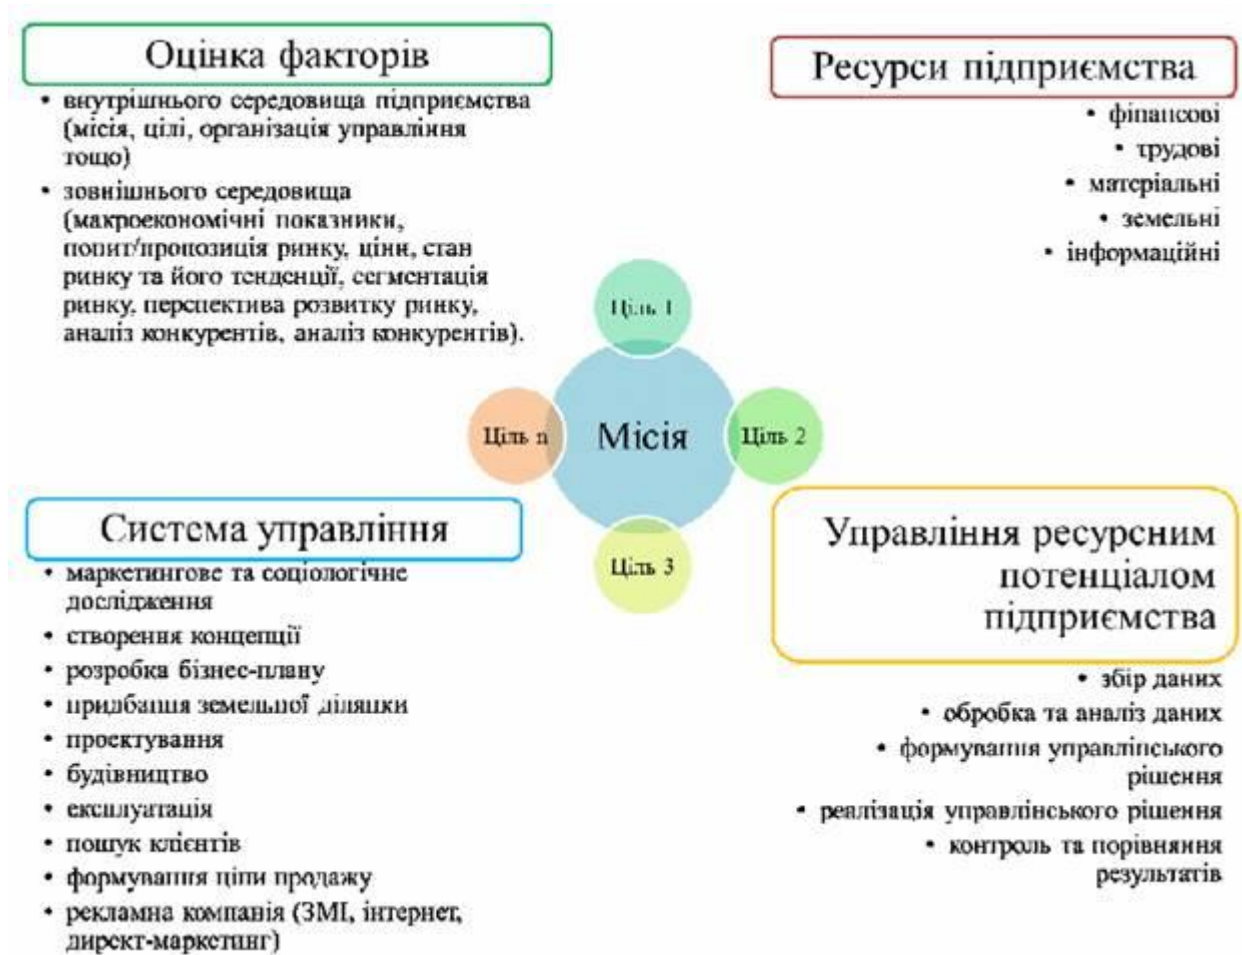 Оцінка факторів
• внутрішнього середовища підприємства
(місія, цілі, організація управління
тощо)
• зовнішнього середовища
(макроекономічні показники,
попит/пропозиція ринку, ціни, стан
ринку та його тенденції, сегментація
ринку, перспектива розвитку ринку,
аналіз конкурентів, аналіз конкурентів).
Ресурси підприємства
• фінансові
• трудові
• матеріальні
• земельні
• інформаційні
Ціль 1
Ціль n
Місія
Ціль 2
Ціль 3
Система управління
• маркетингове та соціологічне
дослідження
• створення концепції
• розробка бізнес-плану
• придбання земельної ділянки
• проектування
• будівництво
• експлуатація
• пошук клієнтів
• формування ціни продажу
• рекламна компанія (ЗМІ, інтернет,
директ-маркетинг)
Управління ресурсним
потенціалом
підприємства
• збір даних
• обробка та аналіз даних
• формування управлінського
рішення
• реалізація управлінського рішення
• контроль та порівняння
результатів